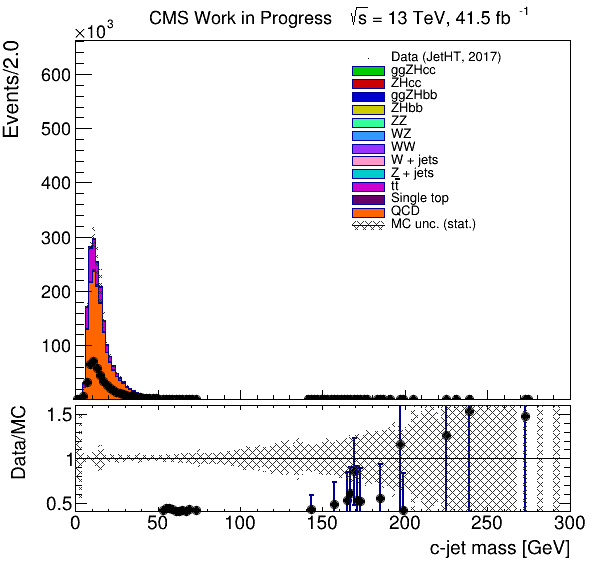 CMS Work in Progress √s = 13 TeV, 41.5 fb⁻¹
×10³
Events/2.0
600
500
400
300
200
100
Data (JetHT, 2017)
ggZHcc
ZHcc
ggZHbb
ZHbb
ZZ
WZ
WW
W + jets
Z + jets
tt̅
Single top
QCD
MC unc. (stat.)
Data/MC
1.5
1
0.5
0 50 100 150 200 250 300
c-jet mass [GeV]